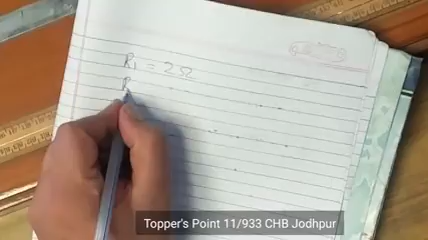 R₁ = 2Ω
R
Topper's Point 11/933 CHB Jodhpur